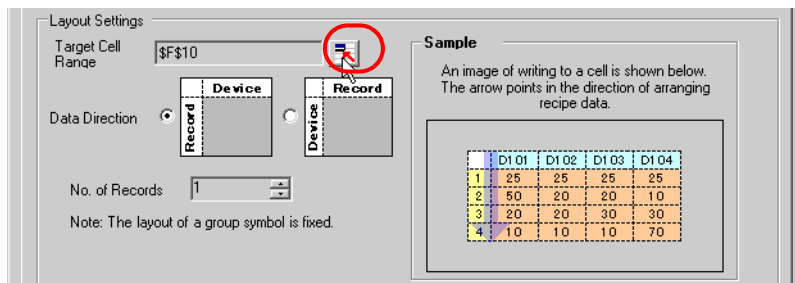 Layout Settings
Target Cell
Range
$F$10
Data Direction
Device
Record
Record
Device
No. of Records
1
Note: The layout of a group symbol is fixed.
Sample
An image of writing to a cell is shown below.
The arrow points in the direction of arranging
recipe data.
D101 D102 D103 D104
1 25 25 25 25
2 50 20 20 10
3 20 20 30 30
4 10 10 10 70